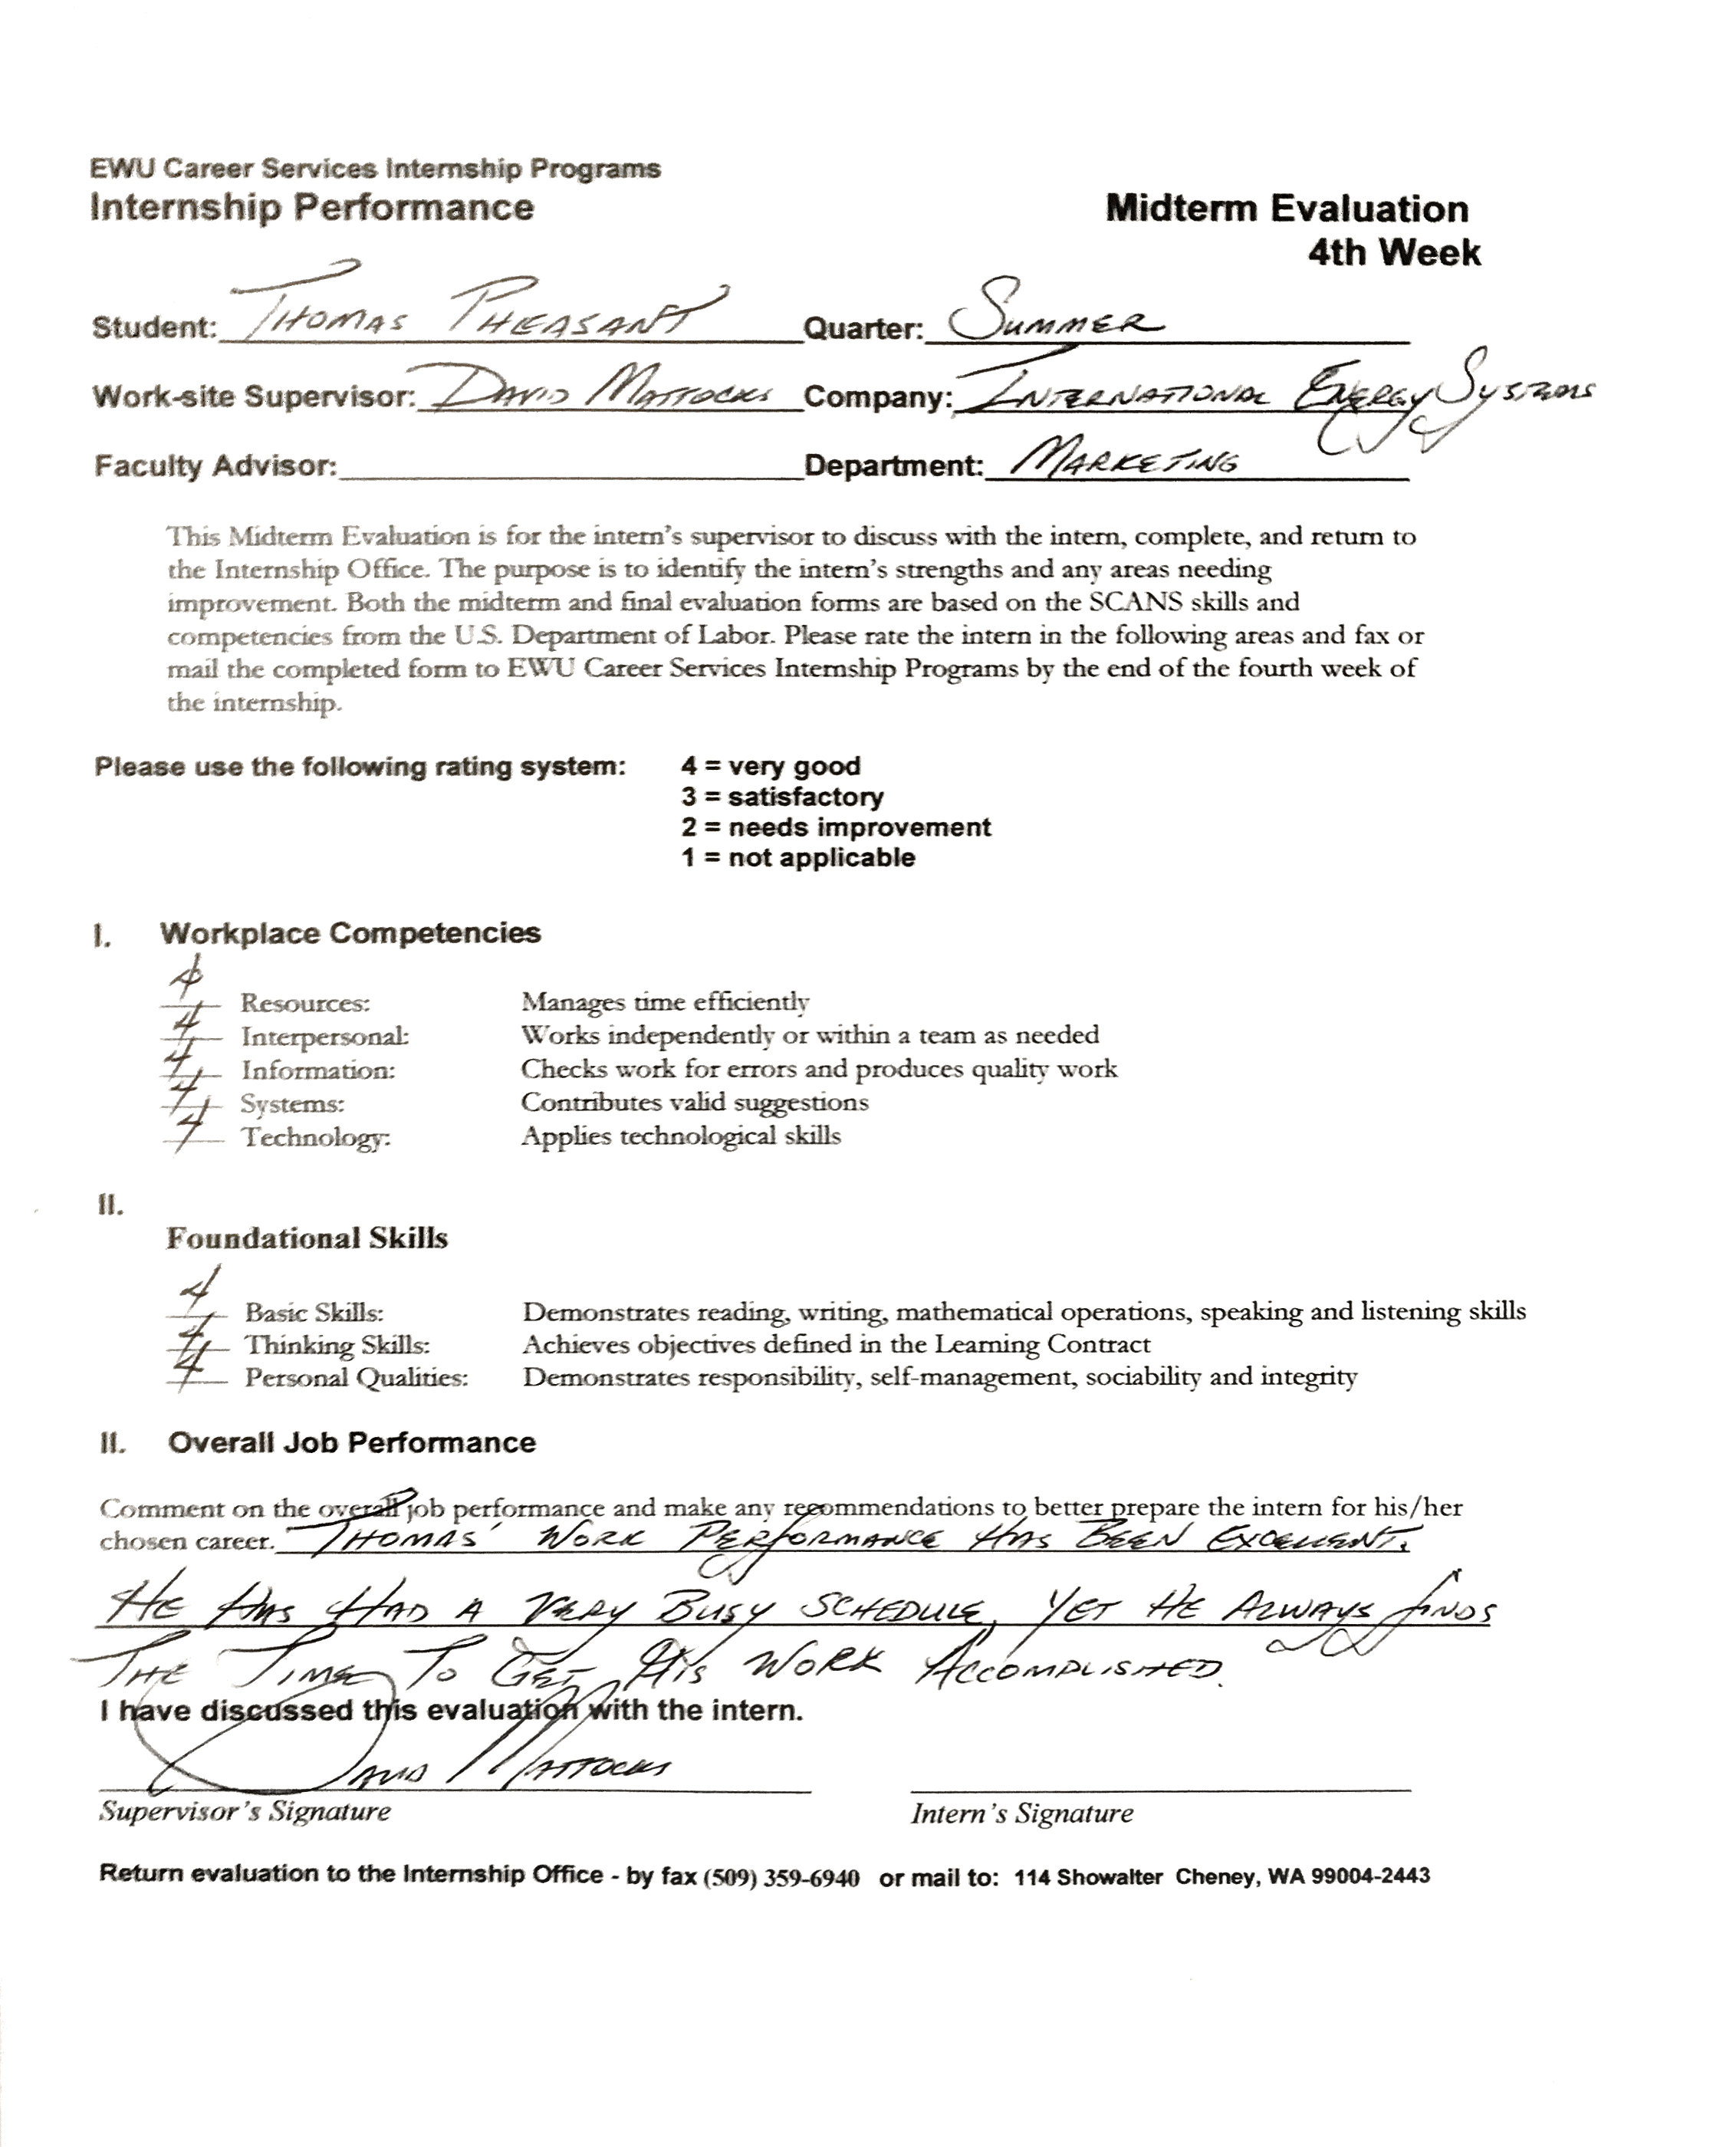 EWU Career Services Internship Programs
Internship Performance
Midterm Evaluation
4th Week
Student: THOMAS PHEASANT Quarter: SUMMER
Work-site Supervisor: DAVID MATTOCKS Company: INTERNATIONAL ENERGY SYSTEMS
Faculty Advisor: Department: MARKETING
This Midterm Evaluation is for the intern's supervisor to discuss with the intern, complete, and return to
the Internship Office. The purpose is to identify the intern's strengths and any areas needing
improvement. Both the midterm and final evaluation forms are based on the SCANS skills and
competencies from the U.S. Department of Labor. Please rate the intern in the following areas and fax or
mail the completed form to EWU Career Services Internship Programs by the end of the fourth week of
the internship.
Please use the following rating system: 4 = very good
3 = satisfactory
2 = needs improvement
1 = not applicable
I. Workplace Competencies
4 Resources: Manages time efficiently
4 Interpersonal: Works independently or within a team as needed
4 Information: Checks work for errors and produces quality work
4 Systems: Contributes valid suggestions
4 Technology: Applies technological skills
II.
Foundational Skills
4 Basic Skills: Demonstrates reading, writing, mathematical operations, speaking and listening skills
4 Thinking Skills: Achieves objectives defined in the Learning Contract
4 Personal Qualities: Demonstrates responsibility, self-management, sociability and integrity
II. Overall Job Performance
Comment on the overall job performance and make any recommendations to better prepare the intern for his/her
chosen career. THOMAS' WORK PERFORMANCE HAS BEEN EXCELLENT.
HE HAS HAD A VERY BUSY SCHEDULE, YET HE ALWAYS FINDS
THE TIME TO GET HIS WORK ACCOMPLISHED.
I have discussed this evaluation with the intern.
DAVID MATTOCKS
Supervisor's Signature Intern's Signature
Return evaluation to the Internship Office - by fax (509) 359-6940 or mail to: 114 Showalter Cheney, WA 99004-2443